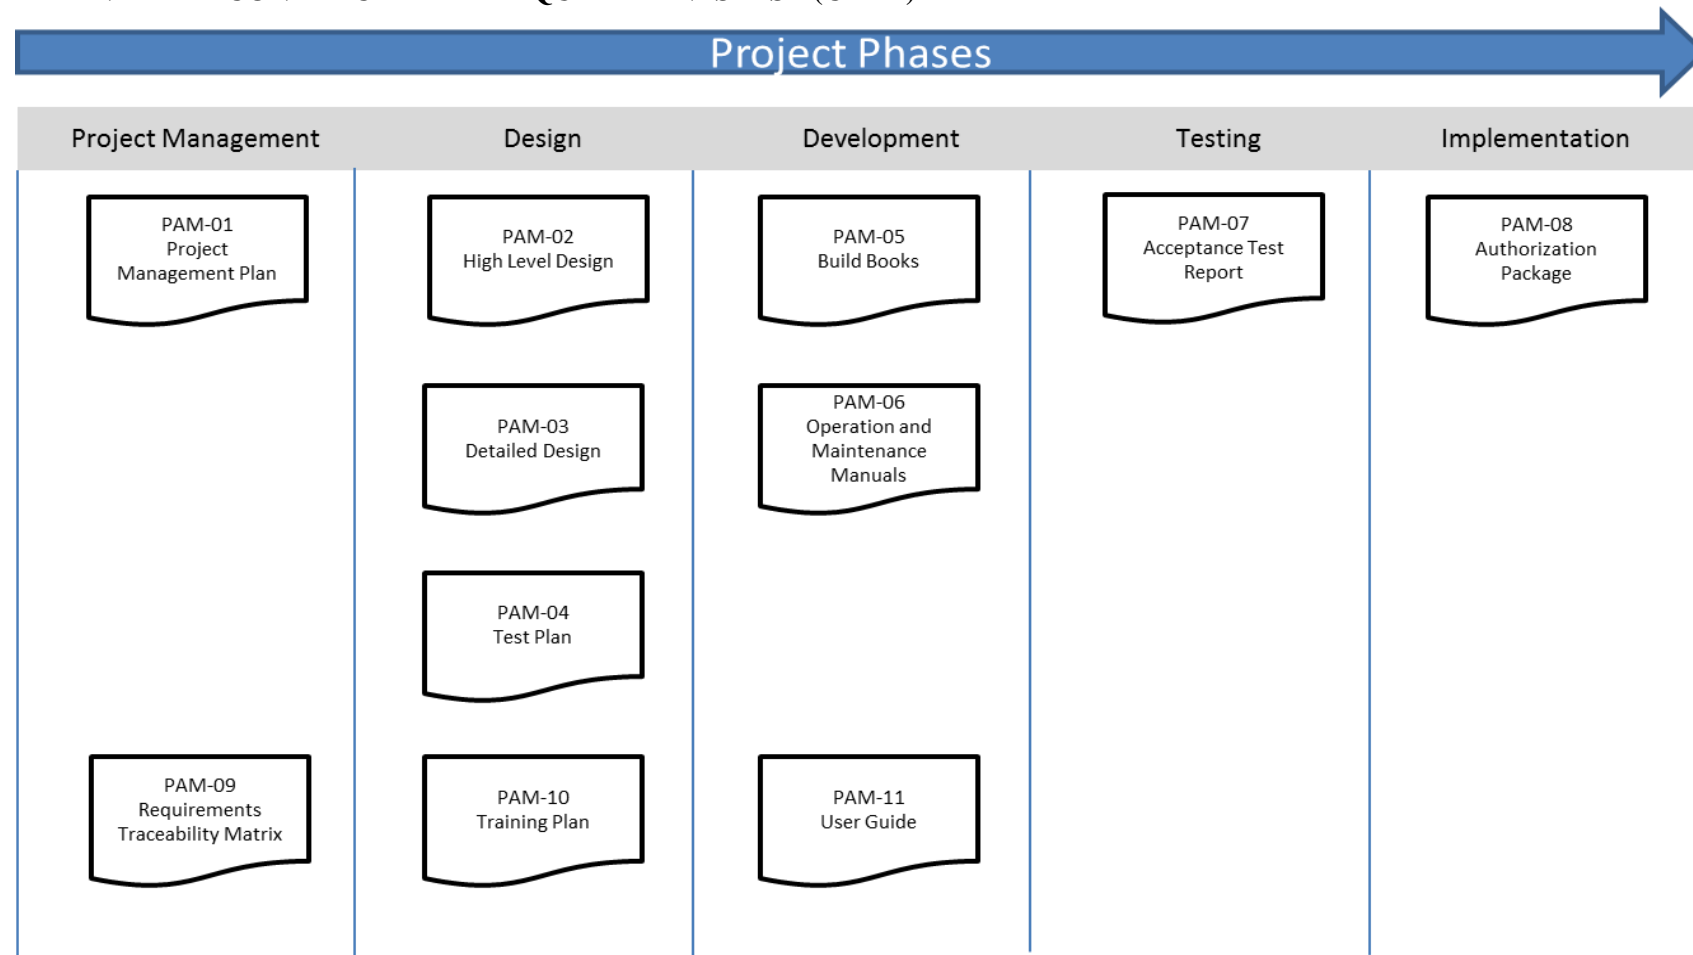 Project Phases
Project Management
Design
Development
Testing
Implementation
PAM-01
Project
Management Plan
PAM-02
High Level Design
PAM-05
Build Books
PAM-07
Acceptance Test
Report
PAM-08
Authorization
Package
PAM-03
Detailed Design
PAM-06
Operation and
Maintenance
Manuals
PAM-04
Test Plan
PAM-09
Requirements
Traceability Matrix
PAM-10
Training Plan
PAM-11
User Guide